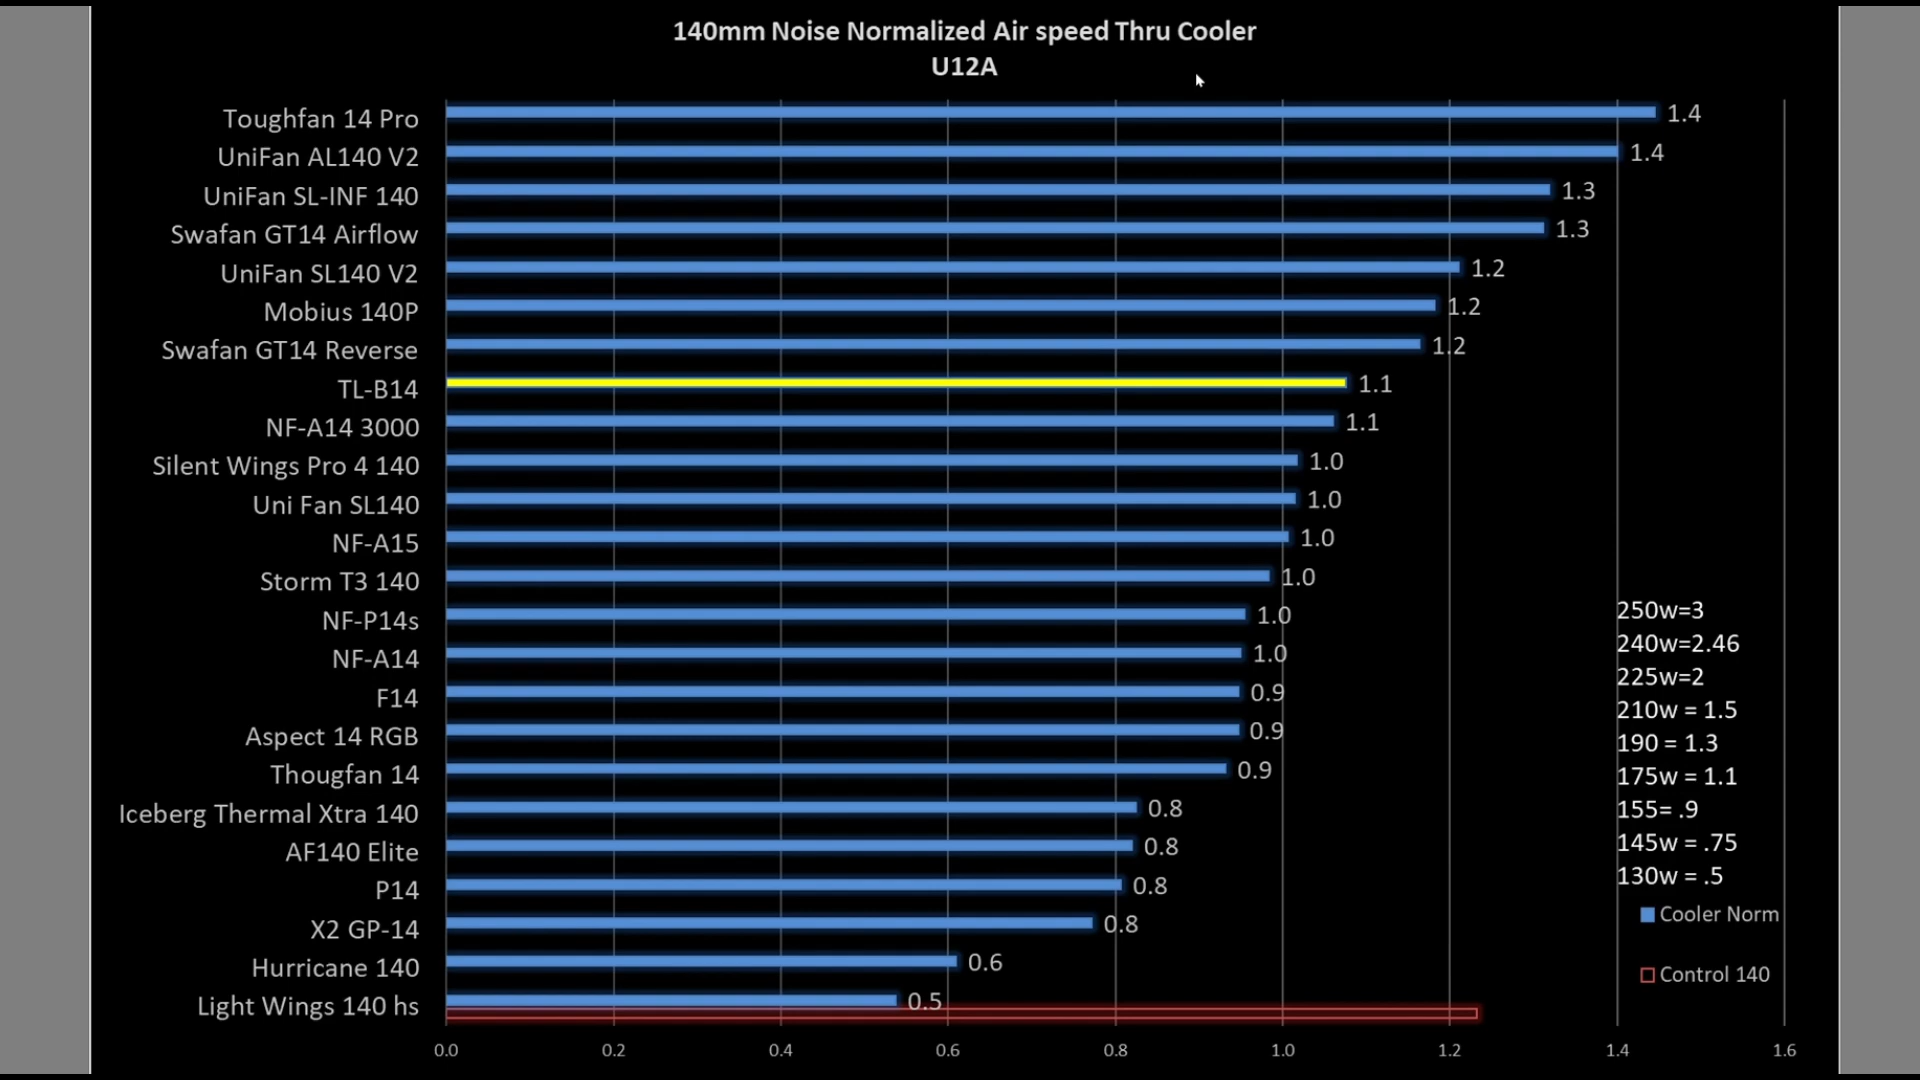 140mm Noise Normalized Air speed Thru Cooler
U12A
Toughfan 14 Pro 1.4
UniFan AL140 V2 1.4
UniFan SL-INF 140 1.3
Swafan GT14 Airflow 1.3
UniFan SL140 V2 1.2
Mobius 140P 1.2
Swafan GT14 Reverse 1.2
TL-B14 1.1
NF-A14 3000 1.1
Silent Wings Pro 4 140 1.0
Uni Fan SL140 1.0
NF-A15 1.0
Storm T3 140 1.0
NF-P14s 1.0
NF-A14 1.0
F14 0.9
Aspect 14 RGB 0.9
Thougfan 14 0.9
Iceberg Thermal Xtra 140 0.8
AF140 Elite 0.8
P14 0.8
X2 GP-14 0.8
Hurricane 140 0.6
Light Wings 140 hs 0.5
250w=3
240w=2.46
225w=2
210w = 1.5
190 = 1.3
175w = 1.1
155= .9
145w = .75
130w = .5
Cooler Norm
Control 140
0.0 0.2 0.4 0.6 0.8 1.0 1.2 1.4 1.6